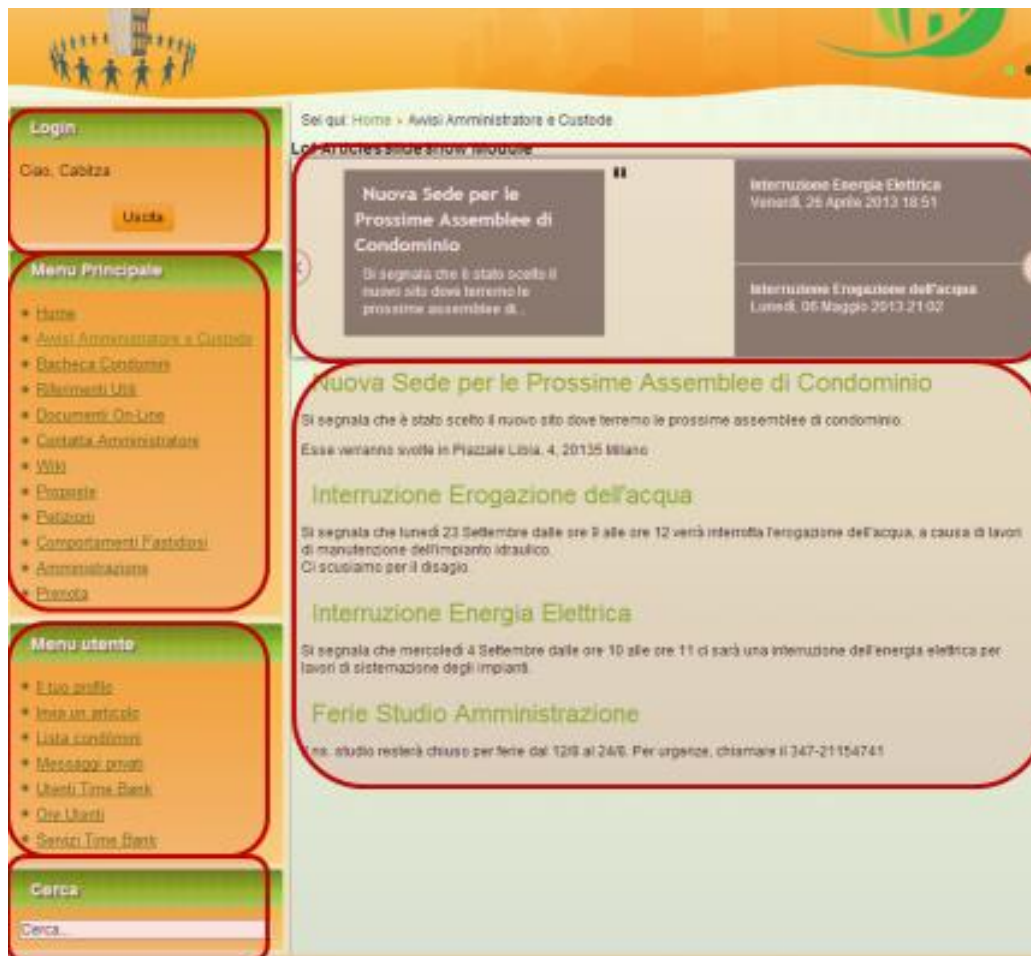 Login
Ciao, Cabitza
Uscita
Menu Principale
Home
Avvisi Amministratore e Custode
Bacheca Condomini
Riferimenti Utili
Documenti On-Line
Contatta Amministratore
Wiki
Proposte
Petizioni
Comportamenti Fastidiosi
Amministrazione
Prenota
Menu utente
Il tuo profilo
Invia un articolo
Lista condòmini
Messaggi privati
Utenti Time Bank
Ore Utenti
Servizi Time Bank
Cerca
Cerca...
Sei qui: Home Avvisi Amministratore e Custode
Lof ArticlesSlideshow Module
Nuova Sede per le
Prossime Assemblee di
Condominio
Si segnala che è stato scelto il
nuovo sito dove terremo le
prossime assemblee di...
Interruzione Energia Elettrica
Venerdì, 26 Aprile 2013 18:51
Interruzione Erogazione dell'acqua
Lunedì, 06 Maggio 2013 21:02
Nuova Sede per le Prossime Assemblee di Condominio
Si segnala che è stato scelto il nuovo sito dove terremo le prossime assemblee di condominio.
Esse verranno svolte in Piazzale Libia, 4, 20135 Milano
Interruzione Erogazione dell'acqua
Si segnala che lunedì 23 Settembre dalle ore 9 alle ore 12 verrà interrotta l'erogazione dell'acqua, a causa di lavori
di manutenzione dell'impianto idraulico.
Ci scusiamo per il disagio
Interruzione Energia Elettrica
Si segnala che mercoledì 4 Settembre dalle ore 10 alle ore 11 ci sarà una interruzione dell'energia elettrica per
lavori di sistemazione degli impianti.
Ferie Studio Amministrazione
ns. studio resterà chiuso per ferie dal 12/8 al 24/8. Per urgenze, chiamare il 347-21154741